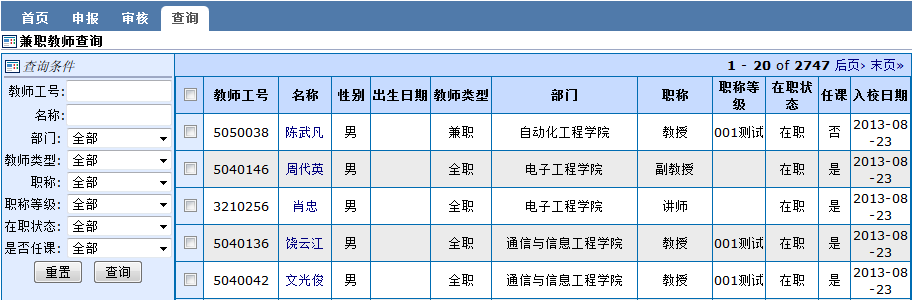 首页 申报 审核 查询
兼职教师查询
查询条件
教师工号:
名称:
部门: 全部
教师类型: 全部
职称: 全部
职称等级: 全部
在职状态: 全部
是否任课: 全部
重置 查询
1 - 20 of 2747 后页› 末页»
教师工号 名称 性别 出生日期 教师类型 部门 职称 职称等级 在职状态 任课 入校日期
5050038 陈武凡 男 兼职 自动化工程学院 教授 001测试 在职 否 2013-08-23
5040146 周代英 男 全职 电子工程学院 副教授 在职 是 2013-08-23
3210256 肖忠 男 全职 电子工程学院 讲师 在职 是 2013-08-23
5040136 饶云江 男 全职 通信与信息工程学院 教授 001测试 在职 是 2013-08-23
5040042 文光俊 男 全职 通信与信息工程学院 教授 001测试 在职 是 2013-08-23